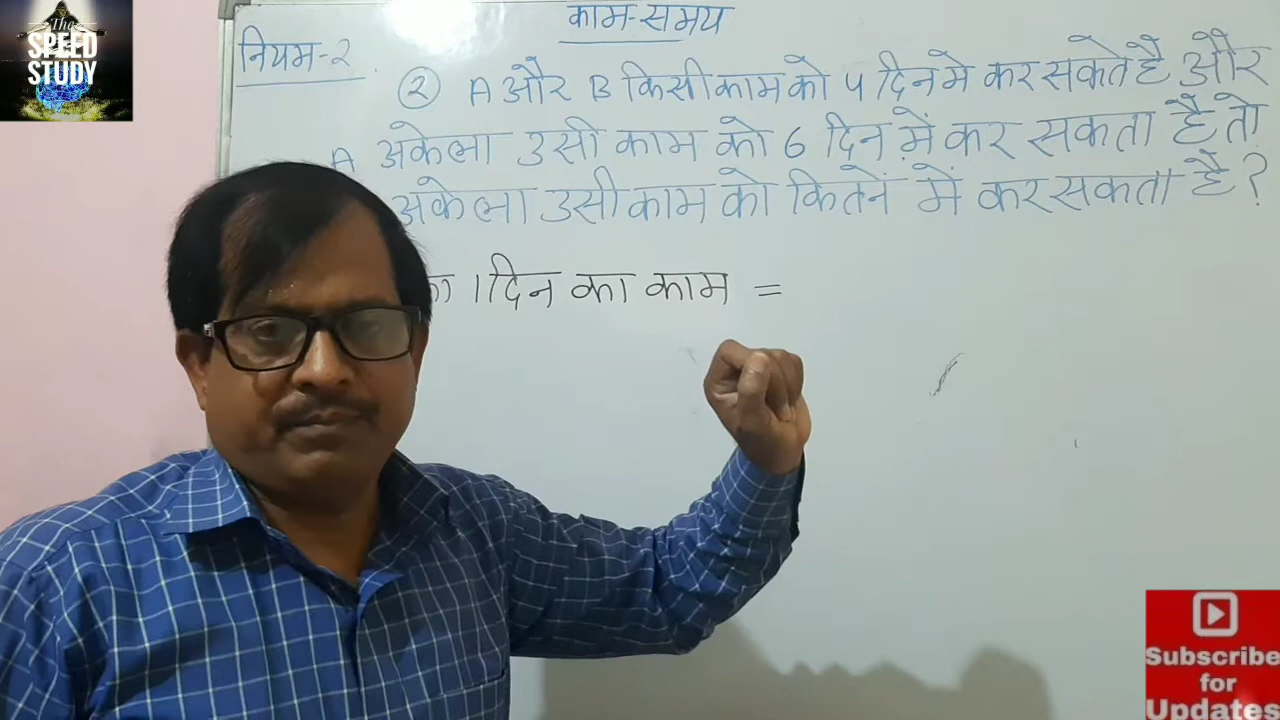 The
SPEED
STUDY
काम-समय
नियम-२
② A और B किसी काम को 4 दिन मे कर सकते है और
A अकेला उसी काम को 6 दिन में कर सकता है तो
अकेला उसी काम को कितनें में कर सकता है?
का 1 दिन का काम =
Subscribe
for
Updates